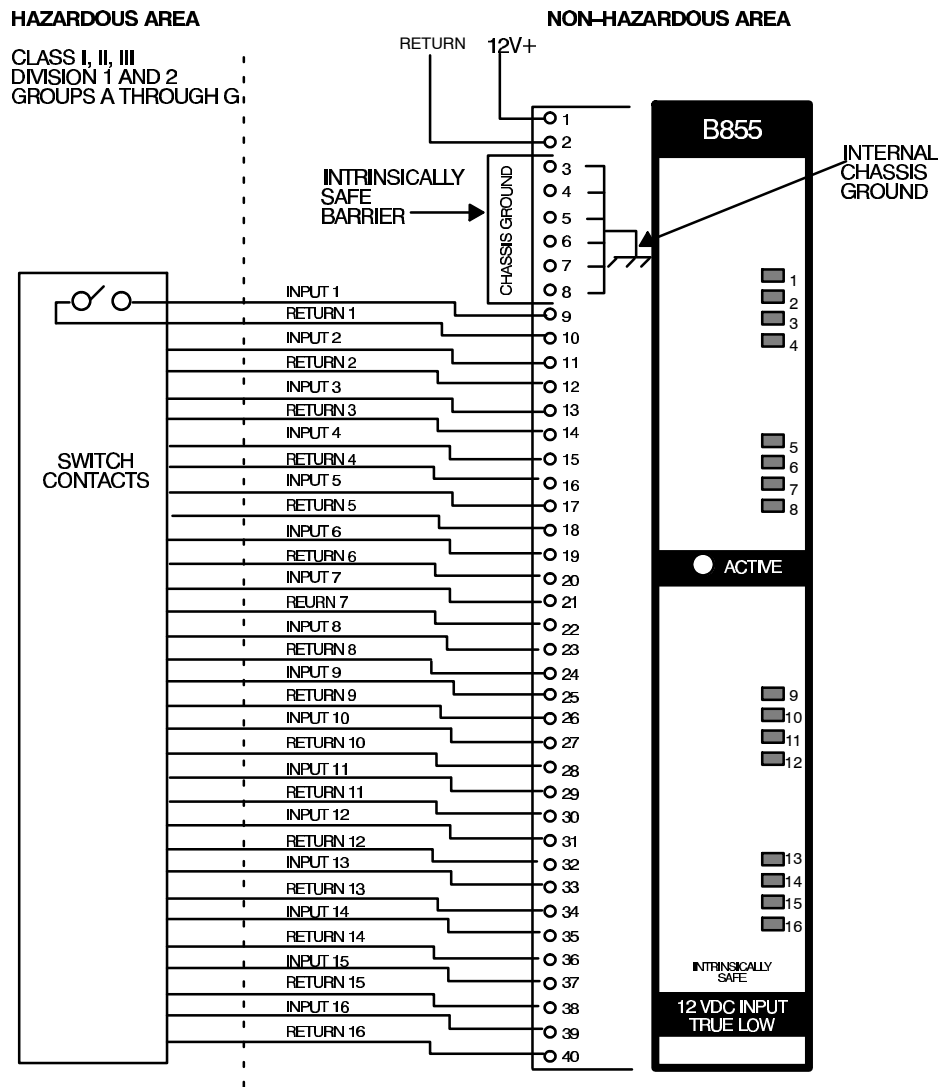 HAZARDOUS AREA
NON–HAZARDOUS AREA
CLASS I, II, III
DIVISION 1 AND 2
GROUPS A THROUGH G
RETURN
12V+
INTRINSICALLY
SAFE
BARRIER
CHASSIS GROUND
INTERNAL
CHASSIS
GROUND
SWITCH
CONTACTS
INPUT 1
RETURN 1
INPUT 2
RETURN 2
INPUT 3
RETURN 3
INPUT 4
RETURN 4
INPUT 5
RETURN 5
INPUT 6
RETURN 6
INPUT 7
REURN 7
INPUT 8
RETURN 8
INPUT 9
RETURN 9
INPUT 10
RETURN 10
INPUT 11
RETURN 11
INPUT 12
RETURN 12
INPUT 13
RETURN 13
INPUT 14
RETURN 14
INPUT 15
RETURN 15
INPUT 16
RETURN 16
1
2
3
4
5
6
7
8
9
10
11
12
13
14
15
16
17
18
19
20
21
22
23
24
25
26
27
28
29
30
31
32
33
34
35
36
37
38
39
40
B855
1
2
3
4
5
6
7
8
ACTIVE
9
10
11
12
13
14
15
16
INTRINSICALLY
SAFE
12 VDC INPUT
TRUE LOW